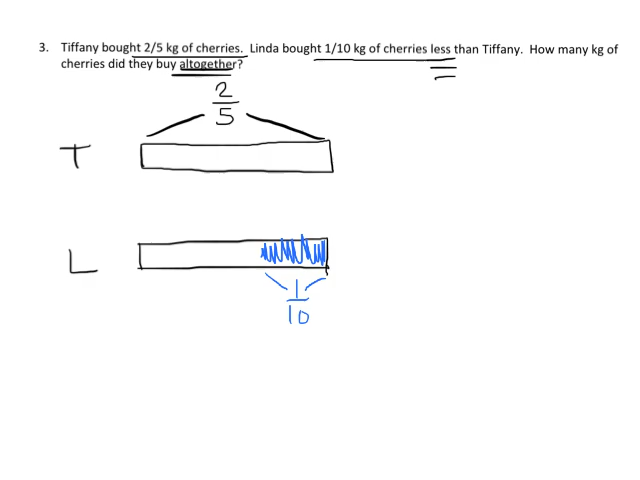 3. Tiffany bought 2/5 kg of cherries. Linda bought 1/10 kg of cherries less than Tiffany. How many kg of
cherries did they buy altogether?
2
5
T
L
1
10